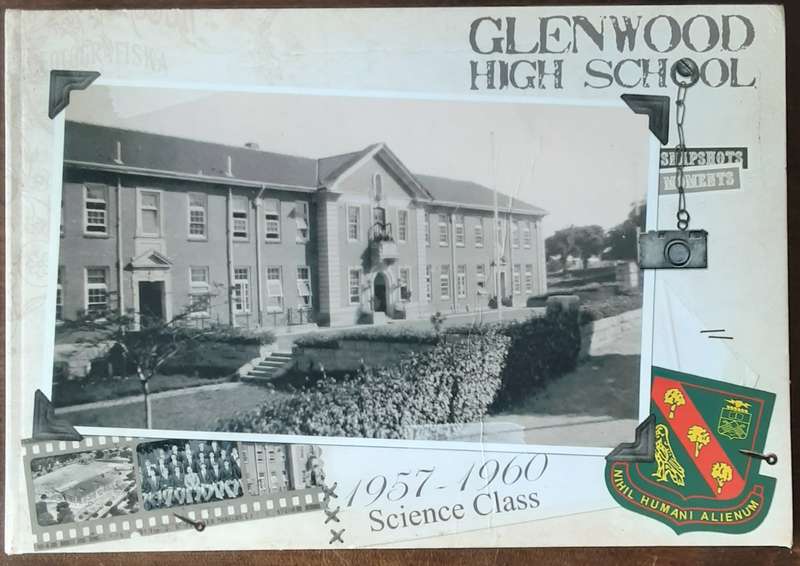 GLENWOOD
HIGH SCHOOL
SNAPSHOTS
MOMENTS
1957-1960
Science Class
NIHIL HUMANI ALIENUM